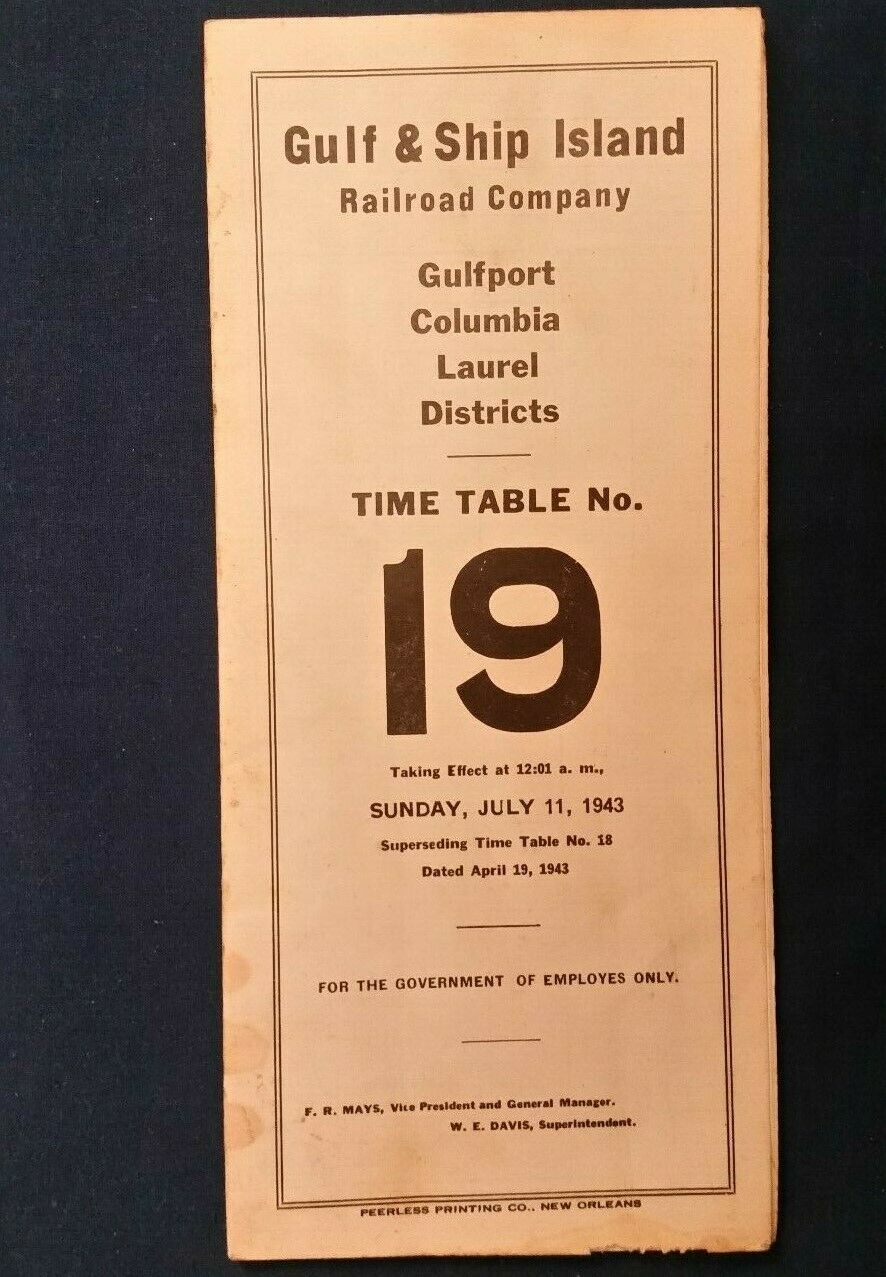 Gulf & Ship Island
Railroad Company
Gulfport
Columbia
Laurel
Districts
TIME TABLE No.
19
Taking Effect at 12:01 a. m.,
SUNDAY, JULY 11, 1943
Superseding Time Table No. 18
Dated April 19, 1943
FOR THE GOVERNMENT OF EMPLOYES ONLY.
F. R. MAYS, Vice President and General Manager.
W. E. DAVIS, Superintendent.
PEERLESS PRINTING CO., NEW ORLEANS